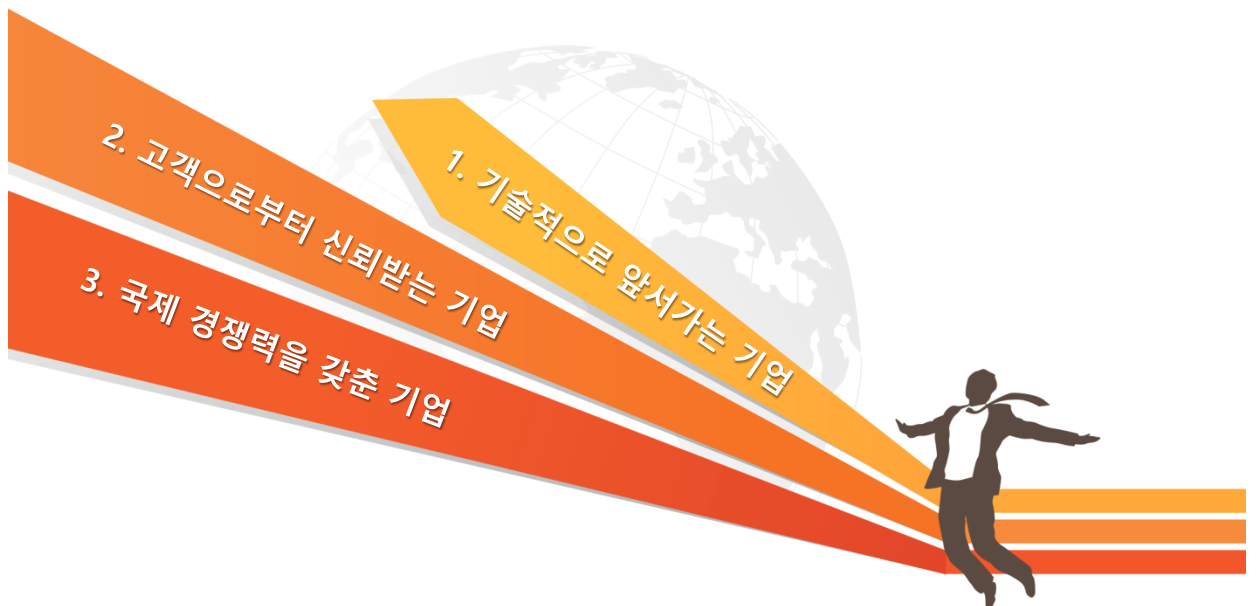 1. 기술적으로 앞서가는 기업
2. 고객으로부터 신뢰받는 기업
3. 국제 경쟁력을 갖춘 기업